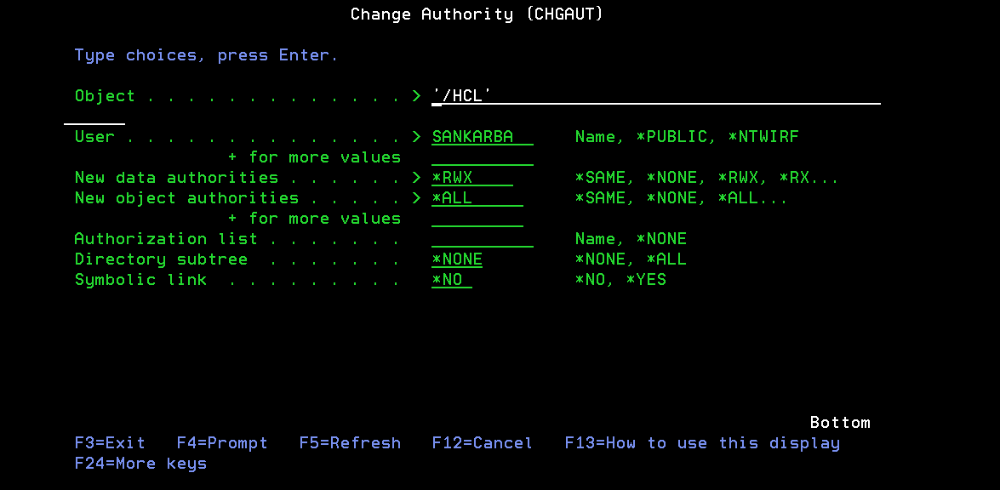 Change Authority (CHGAUT)
Type choices, press Enter.
Object . . . . . . . . . . . . . > '/HCL'
User . . . . . . . . . . . . . . > SANKARBA Name, *PUBLIC, *NTWIRF
+ for more values
New data authorities . . . . . . > *RWX *SAME, *NONE, *RWX, *RX...
New object authorities . . . . . > *ALL *SAME, *NONE, *ALL...
+ for more values
Authorization list . . . . . . . Name, *NONE
Directory subtree . . . . . . . *NONE *NONE, *ALL
Symbolic link . . . . . . . . . *NO *NO, *YES
Bottom
F3=Exit F4=Prompt F5=Refresh F12=Cancel F13=How to use this display
F24=More keys